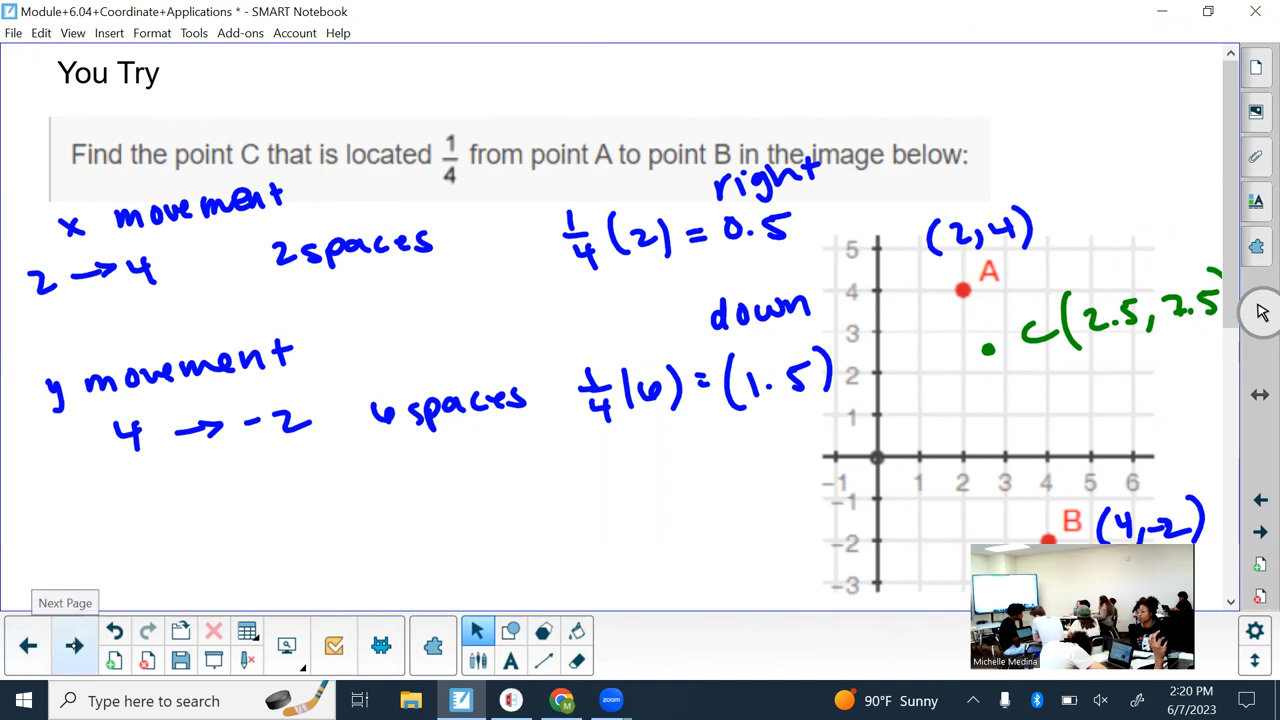 Module+6.04+Coordinate+Applications * - SMART Notebook
File Edit View Insert Format Tools Add-ons Account Help
You Try
Find the point C that is located 1/4 from point A to point B in the image below:
x movement
2 → 4
2 spaces
right
1/4 (2) = 0.5
y movement
4 → -2
6 spaces
down
1/4 (6) = (1.5)
(2,4)
A
C(2.5, 2.5)
5
4
3
2
1
-1 1 2 3 4 5 6
-1
-2
-3
B
(4,-2)
Michelle Medina
Next Page
A
Type here to search
zoom
90°F Sunny
2:20 PM
6/7/2023